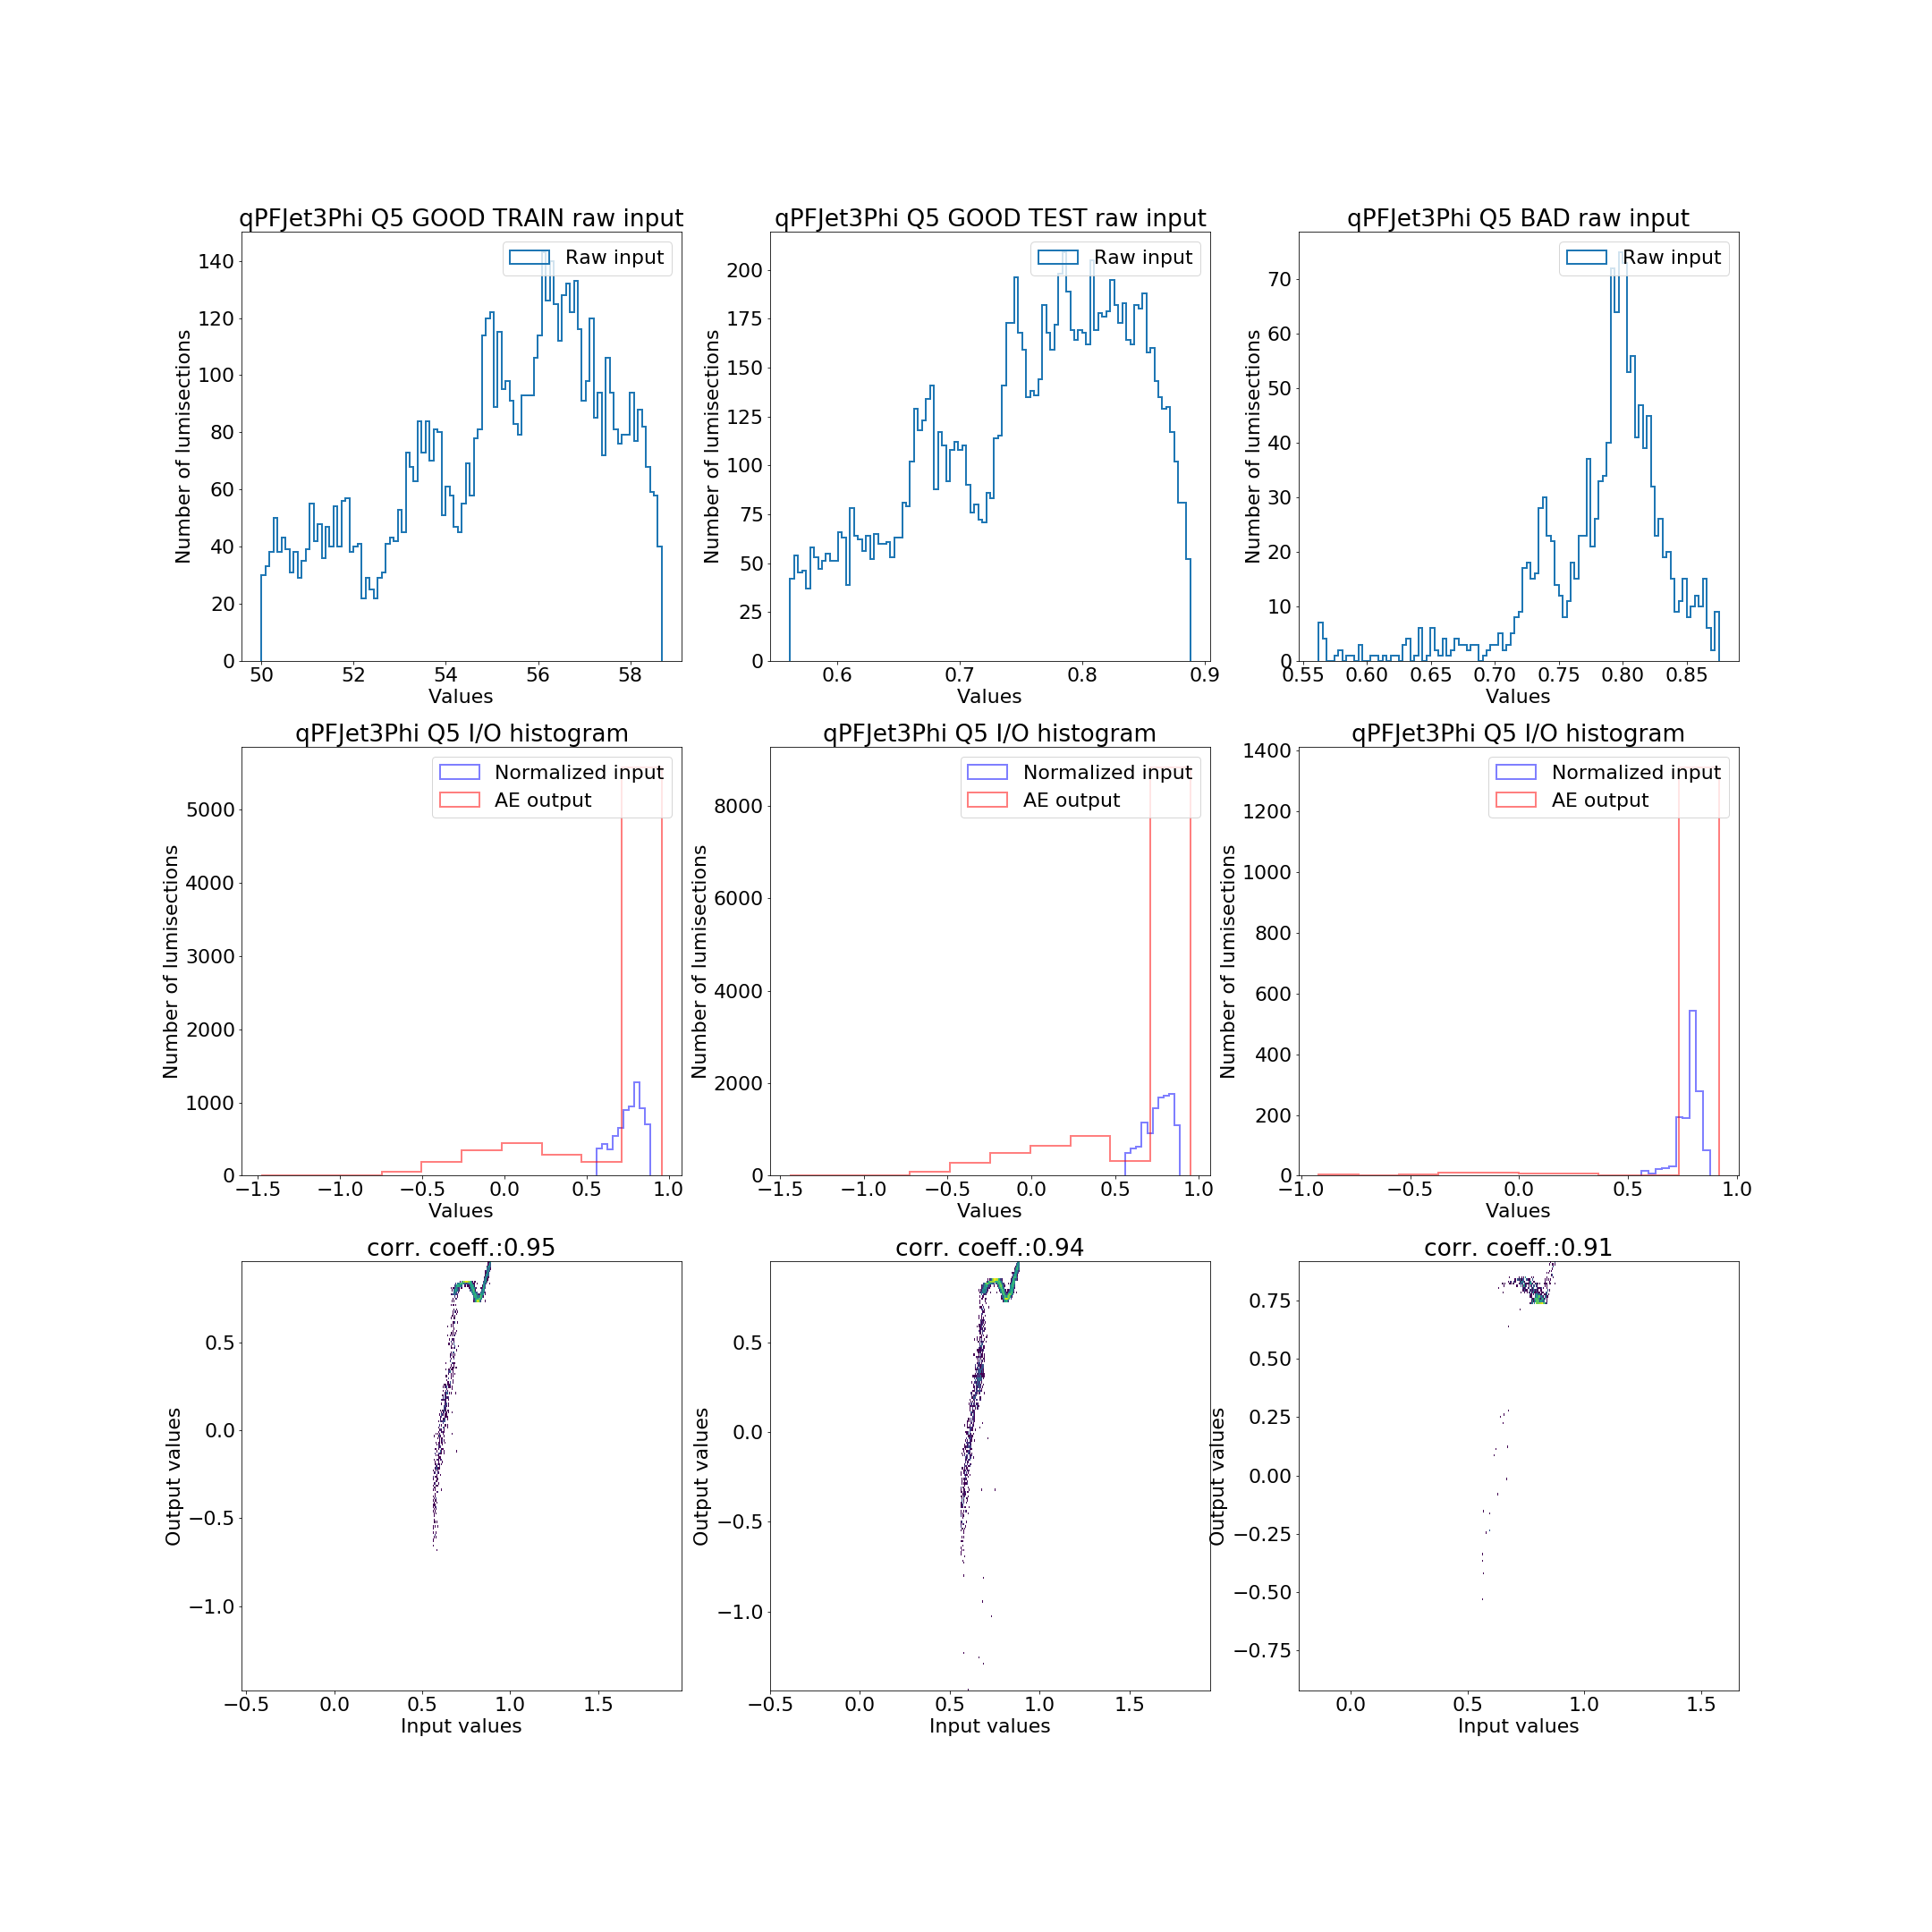 qPFJet3Phi Q5 GOOD TRAIN raw input
qPFJet3Phi Q5 GOOD TEST raw input
qPFJet3Phi Q5 BAD raw input
Number of lumisections
140
120
100
80
60
40
20
0
Raw input
50 52 54 56 58
Values
Number of lumisections
200
175
150
125
100
75
50
25
0
Raw input
0.6 0.7 0.8 0.9
Values
Number of lumisections
70
60
50
40
30
20
10
0
Raw input
0.55 0.60 0.65 0.70 0.75 0.80 0.85
Values
qPFJet3Phi Q5 I/O histogram
qPFJet3Phi Q5 I/O histogram
qPFJet3Phi Q5 I/O histogram
Number of lumisections
5000
4000
3000
2000
1000
0
Normalized input
AE output
−1.5 −1.0 −0.5 0.0 0.5 1.0
Values
Number of lumisections
8000
6000
4000
2000
0
Normalized input
AE output
−1.5 −1.0 −0.5 0.0 0.5 1.0
Values
Number of lumisections
1400
1200
1000
800
600
400
200
0
Normalized input
AE output
−1.0 −0.5 0.0 0.5 1.0
Values
corr. coeff.:0.95
corr. coeff.:0.94
corr. coeff.:0.91
Output values
0.5
0.0
−0.5
−1.0
−0.5 0.0 0.5 1.0 1.5
Input values
Output values
0.5
0.0
−0.5
−1.0
−0.5 0.0 0.5 1.0 1.5
Input values
Output values
0.75
0.50
0.25
0.00
−0.25
−0.50
−0.75
0.0 0.5 1.0 1.5
Input values